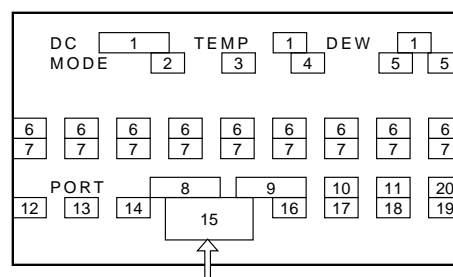 DC 1 TEMP 1 DEW 1
MODE 2 3 4 5 5
6 6 6 6 6 6 6 6 6
7 7 7 7 7 7 7 7 7
PORT 8 9 10 11 20
12 13 14 15 16 17 18 19